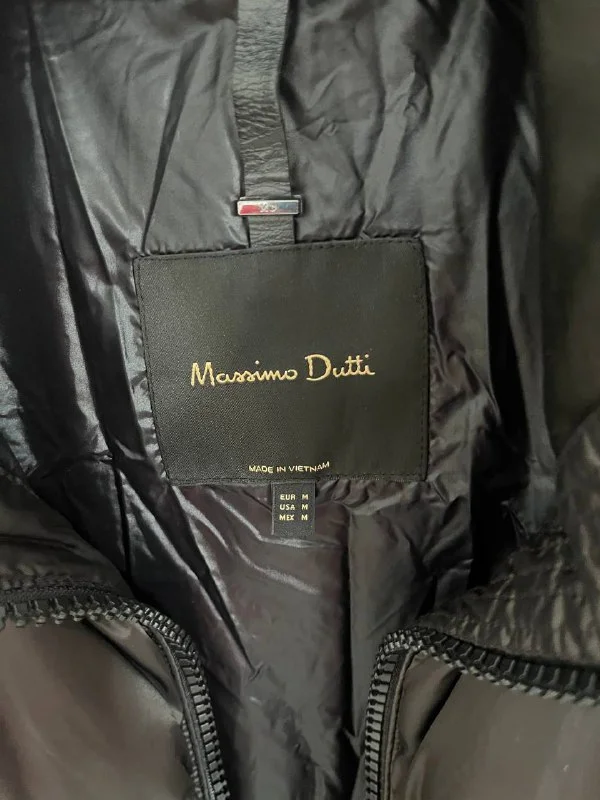 Massimo Dutti
MADE IN VIETNAM
EUR M
USA M
MEX M